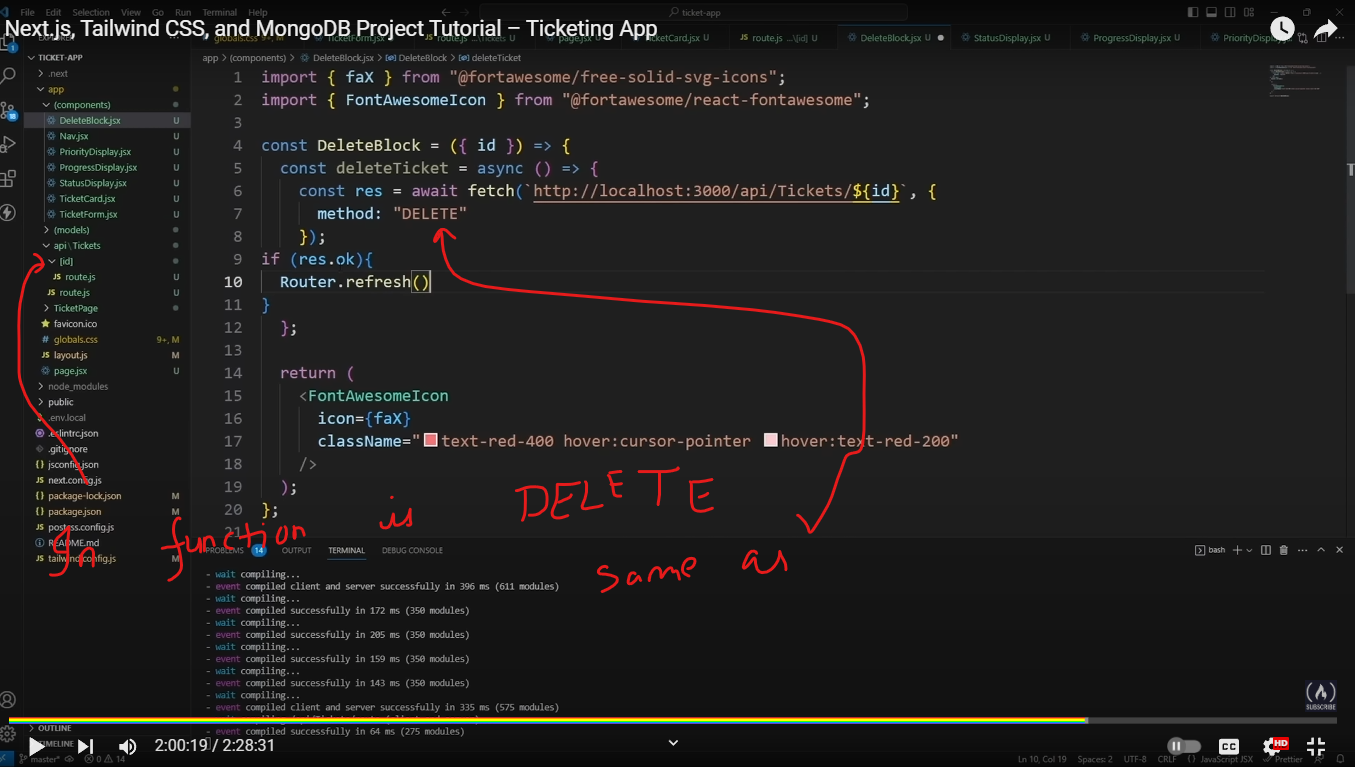 File Edit Selection View Go Run Terminal Help
ticket-app
Next.js, Tailwind CSS, and MongoDB Project Tutorial – Ticketing App
globals.css 9+, M TicketForm.jsx U route.js ...\Tickets U page.jsx TicketCard.jsx U JS route.js ...\[id] U DeleteBlock.jsx U StatusDisplay.jsx U ProgressDisplay.jsx U
app > (components) > DeleteBlock.jsx > DeleteBlock > deleteTicket
TICKET-APP
.next
app
(components)
DeleteBlock.jsx U
Nav.jsx U
PriorityDisplay.jsx U
ProgressDisplay.jsx U
StatusDisplay.jsx U
TicketCard.jsx U
TicketForm.jsx U
(models)
api\Tickets
[id]
JS route.js U
JS route.js U
TicketPage
favicon.ico
# globals.css 9+, M
JS layout.js M
page.jsx U
node_modules
public
.env.local
.eslintrc.json
.gitignore
{} jsconfig.json
JS next.config.js
{} package-lock.json M
{} package.json M
JS postcss.config.js
README.md
JS tailwind.config.js M
OUTLINE
TIMELINE
1 import { faX } from "@fortawesome/free-solid-svg-icons";
2 import { FontAwesomeIcon } from "@fortawesome/react-fontawesome";
3
4 const DeleteBlock = ({ id }) => {
5 const deleteTicket = async () => {
6 const res = await fetch(`http://localhost:3000/api/Tickets/${id}`, {
7 method: "DELETE"
8 });
9 if (res.ok){
10 Router.refresh()
11 }
12 };
13
14 return (
15 <FontAwesomeIcon
16 icon={faX}
17 className="text-red-400 hover:cursor-pointer hover:text-red-200"
18 />
19 );
20 };
21
In function is DELETE
same as
PROBLEMS 14 OUTPUT TERMINAL DEBUG CONSOLE
bash
- wait compiling...
- event compiled client and server successfully in 396 ms (611 modules)
- wait compiling...
- event compiled successfully in 172 ms (350 modules)
- wait compiling...
- event compiled successfully in 205 ms (350 modules)
- wait compiling...
- event compiled successfully in 159 ms (350 modules)
- wait compiling...
- event compiled successfully in 143 ms (350 modules)
- wait compiling...
- event compiled client and server successfully in 335 ms (575 modules)
- event compiled successfully in 64 ms (275 modules)
SUBSCRIBE
2:00:19 / 2:28:31
CC HD
master* 0 14
Ln 10, Col 19 Spaces: 2 UTF-8 CRLF {} JavaScript JSX Prettier